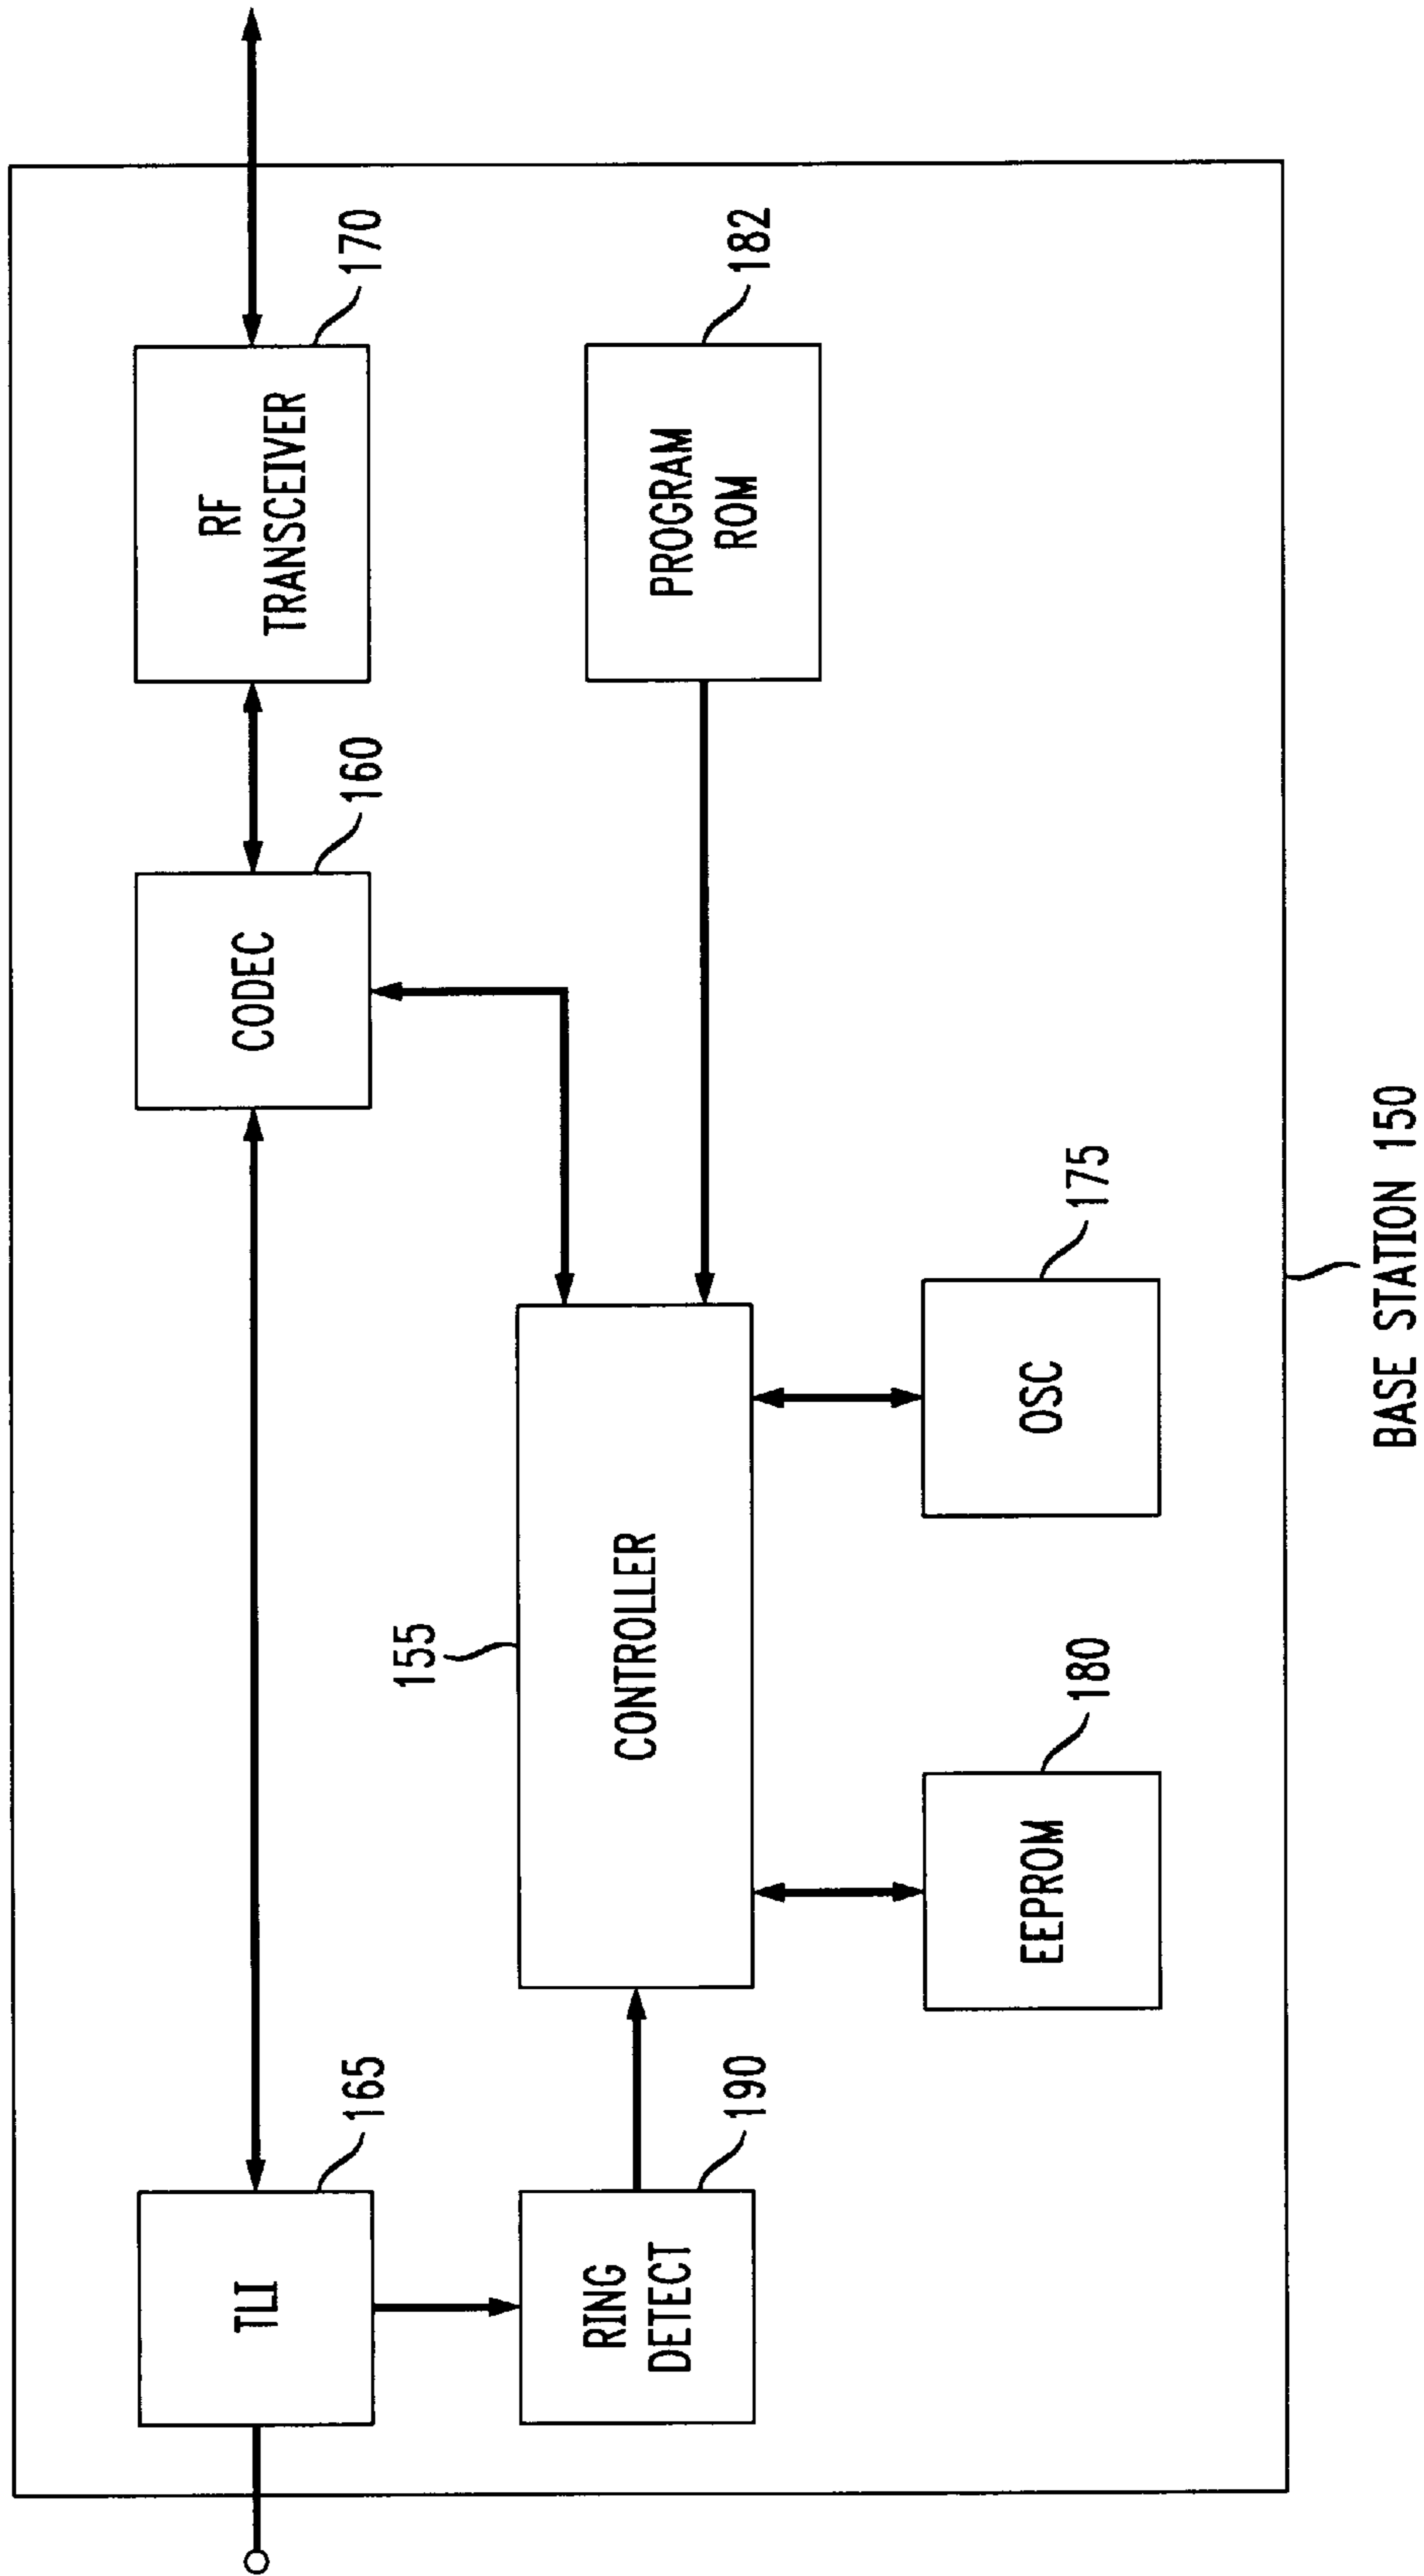 TLI
165
CODEC
160
RF
TRANSCEIVER
170
155
CONTROLLER
RING
DETECT
190
PROGRAM
ROM
182
EEPROM
180
OSC
175
BASE STATION 150